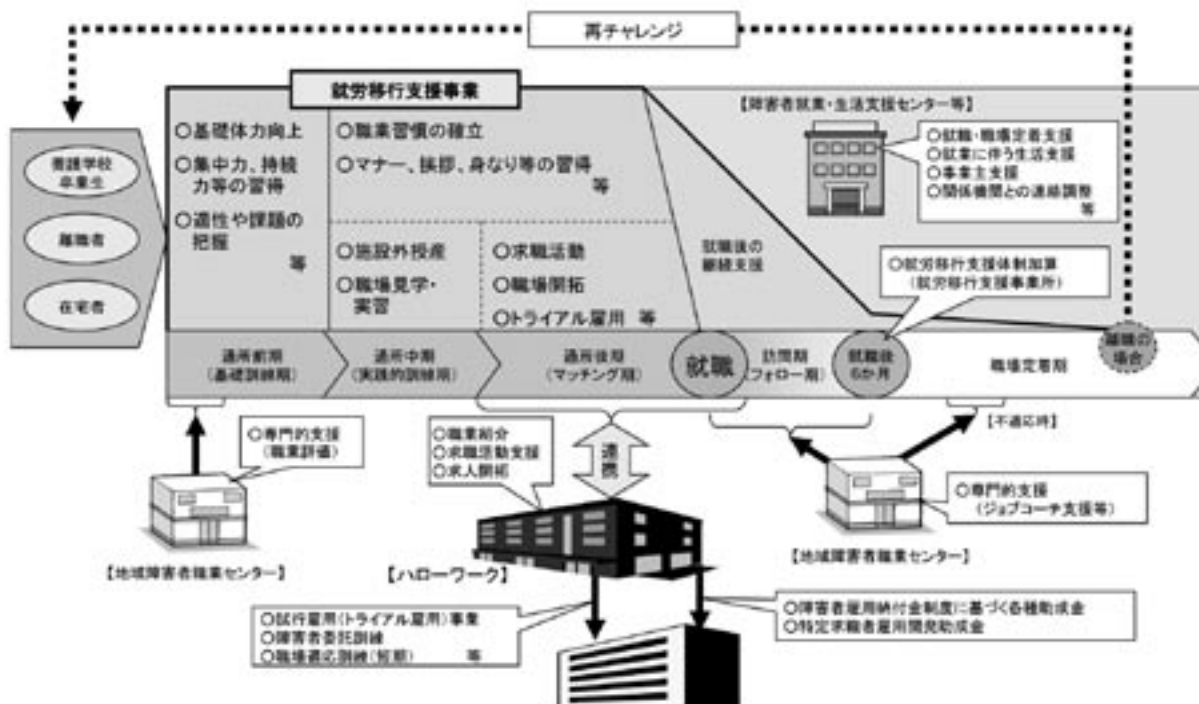 再チャレンジ
就労移行支援事業
【障害者就業・生活支援センター等】
○就職・職場定着支援
○就業に伴う生活支援
○事業主支援
○関係機関との連絡調整
等
養護学校
卒業生
離職者
在宅者
○基礎体力向上
○集中力、持続
力等の習得
○適性や課題の
把握
等
○職業習慣の確立
○マナー、挨拶、身なり等の習得
等
○施設外授産
○職場見学・
実習
○求職活動
○職場開拓
○トライアル雇用 等
就職後の
継続支援
○就労移行支援体制加算
(就労移行支援事業所)
通所前期
(基礎訓練期)
通所中期
(実践的訓練期)
通所後期
(マッチング期)
就職
訪問期
(フォロー期)
就職後
6か月
職場定着期
離職の
場合
【不適応時】
○専門的支援
(職業評価)
【地域障害者職業センター】
○職業紹介
○求職活動支援
○求人開拓
連携
【ハローワーク】
○専門的支援
(ジョブコーチ支援等)
【地域障害者職業センター】
○試行雇用(トライアル雇用)事業
○障害者委託訓練
○職場適応訓練(短期) 等
○障害者雇用納付金制度に基づく各種助成金
○特定求職者雇用開発助成金